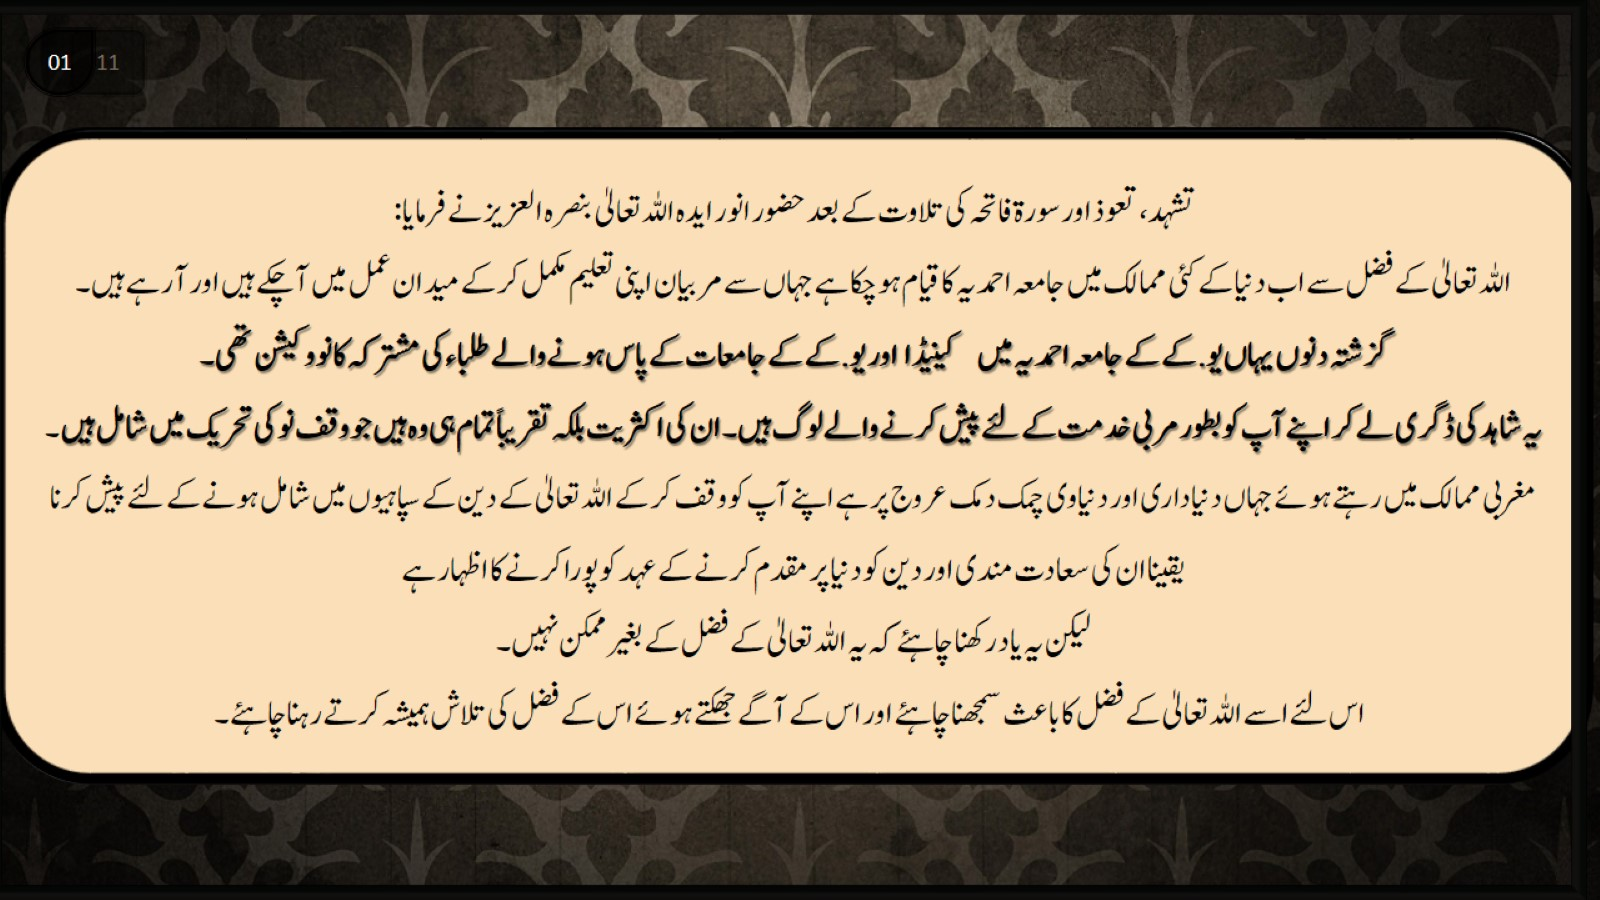 01 11
تشہد، تعوذ اور سورۃ فاتحہ کی تلاوت کے بعد حضور انور ایدہ اللہ تعالیٰ بنصرہ العزیز نے فرمایا:
اللہ تعالیٰ کے فضل سے اب دنیا کے کئی ممالک میں جامعہ احمدیہ کا قیام ہو چکا ہے جہاں سے مربیان اپنی تعلیم مکمل کر کے میدان عمل میں آ چکے ہیں اور آ رہے ہیں۔
گزشتہ دنوں یہاں یو.کے کے جامعہ احمدیہ میں کینیڈا اور یو.کے کے جامعات کے پاس ہونے والے طلباء کی مشترکہ کانووکیشن تھی۔
یہ شاہد کی ڈگری لے کر اپنے آپ کو بطور مربی خدمت کے لئے پیش کرنے والے لوگ ہیں۔ ان کی اکثریت بلکہ تقریباً تمام ہی وہ ہیں جو وقف نو کی تحریک میں شامل ہیں۔
مغربی ممالک میں رہتے ہوئے جہاں دنیاداری اور دنیاوی چمک دمک عروج پر ہے اپنے آپ کو وقف کر کے اللہ تعالیٰ کے دین کے سپاہیوں میں شامل ہونے کے لئے پیش کرنا
یقینا ان کی سعادت مندی اور دین کو دنیا پر مقدم کرنے کے عہد کو پورا کرنے کا اظہار ہے
لیکن یہ یاد رکھنا چاہئے کہ یہ اللہ تعالیٰ کے فضل کے بغیر ممکن نہیں۔
اس لئے اسے اللہ تعالیٰ کے فضل کا باعث سمجھنا چاہئے اور اس کے آگے جھکتے ہوئے اس کے فضل کی تلاش ہمیشہ کرتے رہنا چاہئے۔